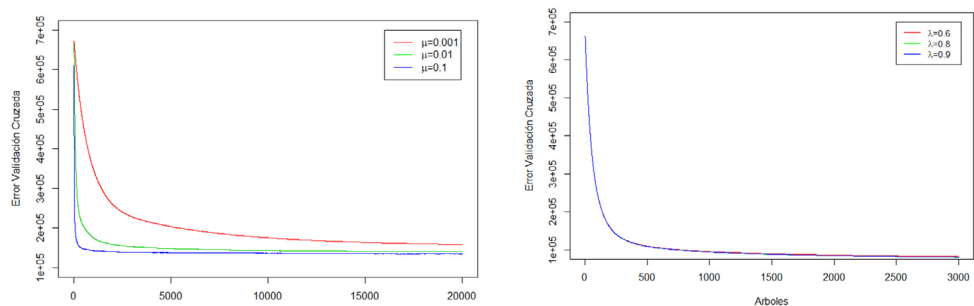 Error Validación Cruzada
7e+05
6e+05
5e+05
4e+05
3e+05
2e+05
1e+05
0
5000
10000
15000
20000
μ=0.001
μ=0.01
μ=0.1
Error Validación Cruzada
7e+05
6e+05
5e+05
4e+05
3e+05
2e+05
1e+05
0
500
1000
1500
2000
2500
3000
Arboles
λ=0.6
λ=0.8
λ=0.9